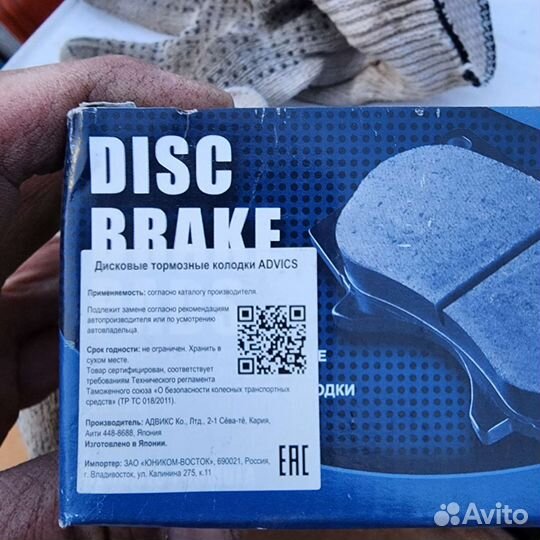 DISC
BRAKE
Дисковые тормозные колодки ADVICS
Применяемость: согласно каталогу производителя.
Подлежит замене согласно рекомендациям
автопроизводителя или по усмотрению
автовладельца.
Срок годности: не ограничен. Хранить в
сухом месте.
Товар сертифицирован, соответствует
требованиям Технического регламента
Таможенного союза «О безопасности колесных транспортных
средств» (ТР ТС 018/2011).
Производитель: АДВИКС Ко., Лтд., 2-1 Сёва-тё, Кария,
Аити 448-8688, Япония
Изготовлено в Японии.
Импортер: ЗАО «ЮНИКОМ-ВОСТОК», 690021, Россия,
г. Владивосток, ул. Калинина 275, к.11
EAC
Avito